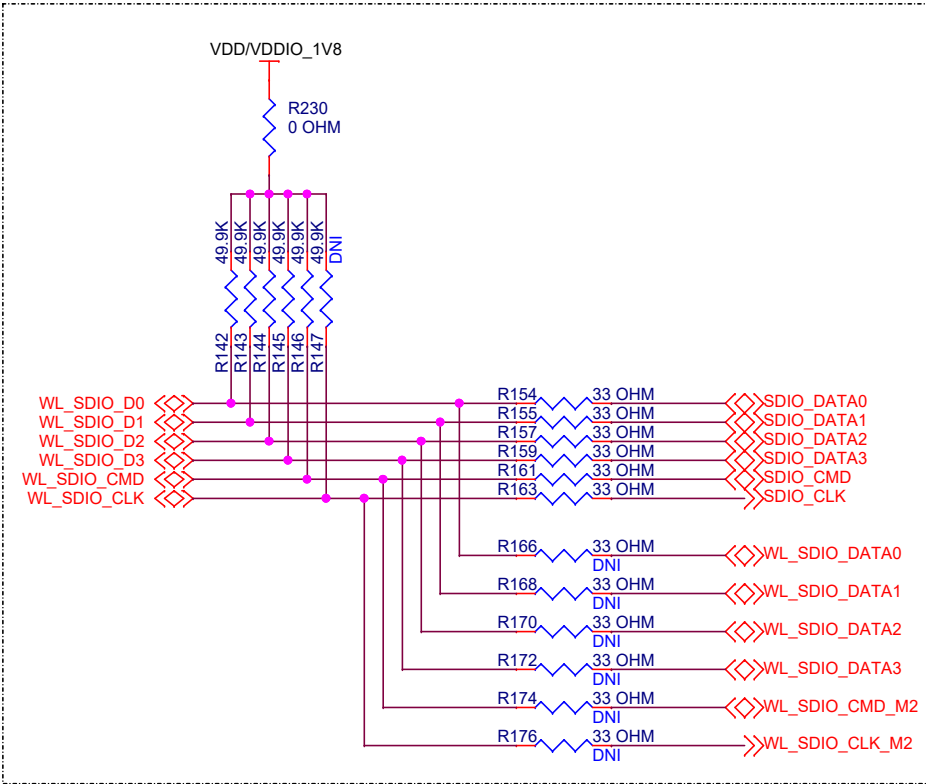 VDD/VDDIO_1V8
R230
0 OHM
49.9K
49.9K
49.9K
49.9K
49.9K
49.9K
DNI
R142
R143
R144
R145
R146
R147
WL_SDIO_D0
R154
33 OHM
SDIO_DATA0
WL_SDIO_D1
R155
33 OHM
SDIO_DATA1
WL_SDIO_D2
R157
33 OHM
SDIO_DATA2
WL_SDIO_D3
R159
33 OHM
SDIO_DATA3
WL_SDIO_CMD
R161
33 OHM
SDIO_CMD
WL_SDIO_CLK
R163
33 OHM
SDIO_CLK
R166
33 OHM
DNI
WL_SDIO_DATA0
R168
33 OHM
DNI
WL_SDIO_DATA1
R170
33 OHM
DNI
WL_SDIO_DATA2
R172
33 OHM
DNI
WL_SDIO_DATA3
R174
33 OHM
DNI
WL_SDIO_CMD_M2
R176
33 OHM
DNI
WL_SDIO_CLK_M2